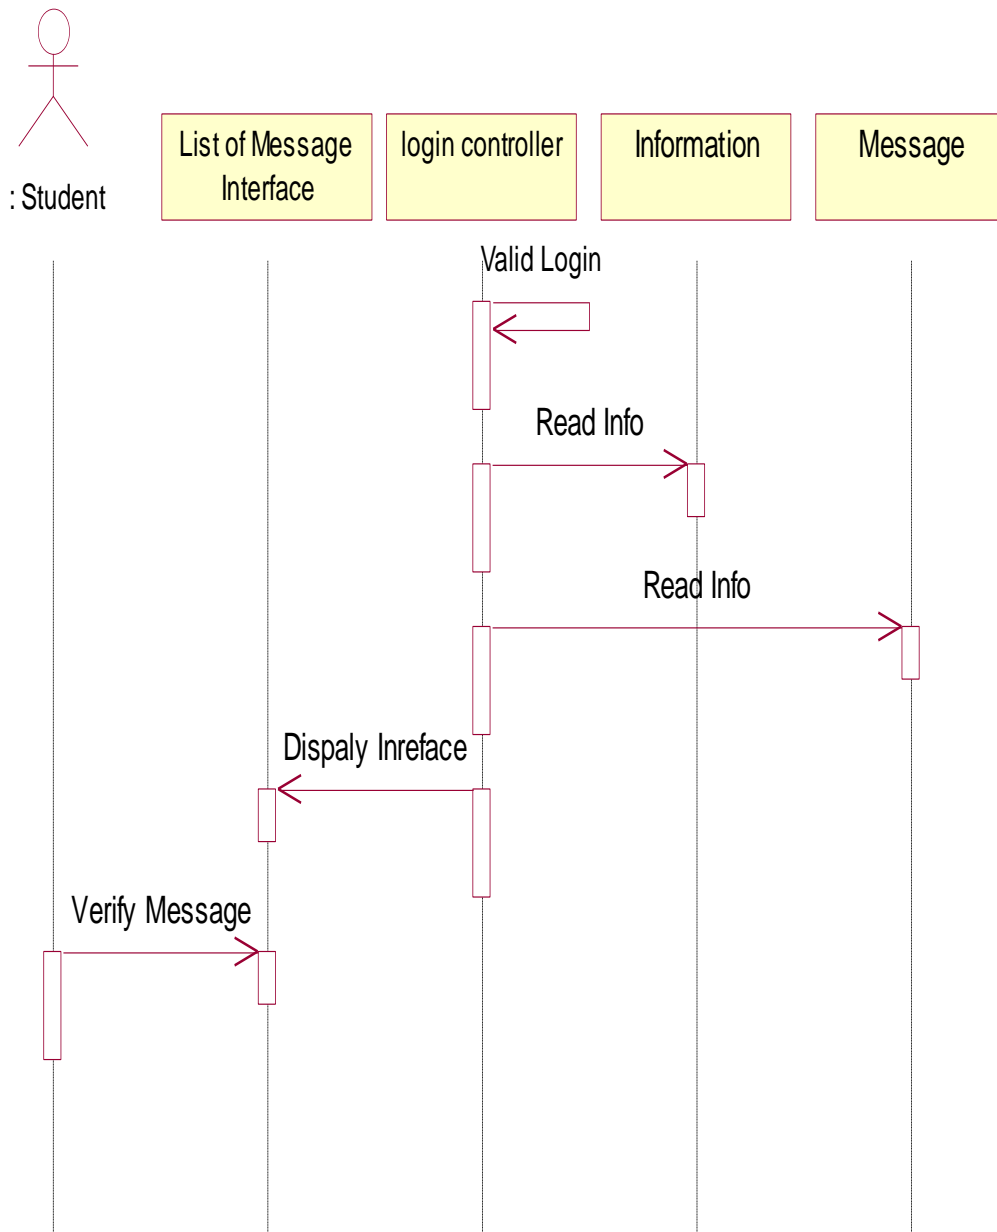 : Student
List of Message
Interface
login controller
Information
Message
Valid Login
Read Info
Read Info
Dispaly Inreface
Verify Message